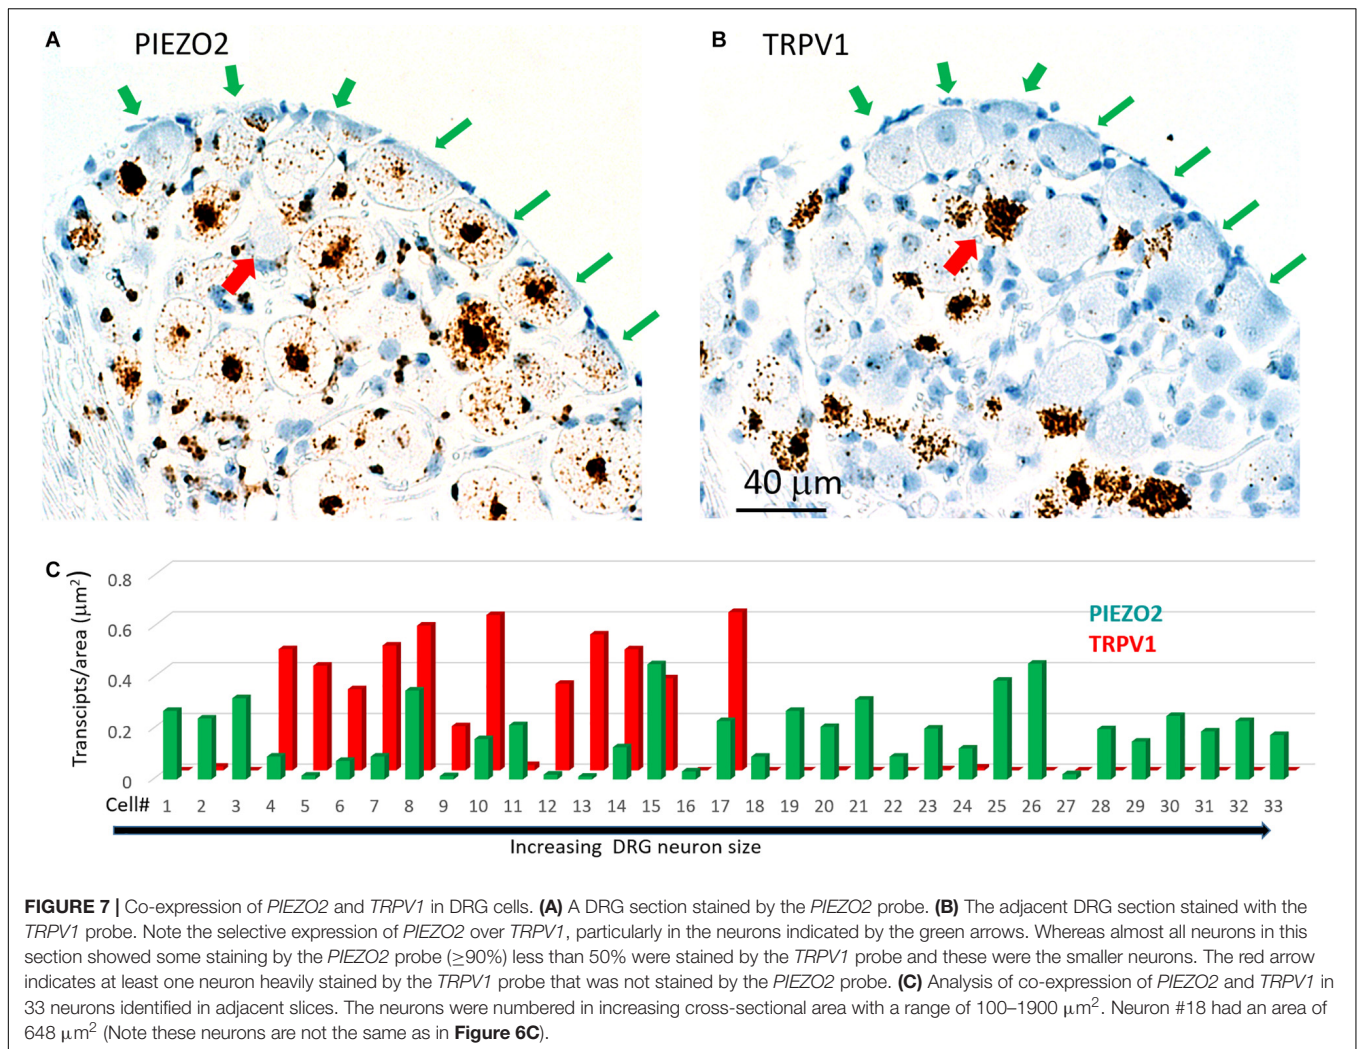 A PIEZO2
B TRPV1
40 μm
C
Transcipts/area (μm²)
0.8
0.6
0.4
0.2
0
PIEZO2
TRPV1
Cell# 1 2 3 4 5 6 7 8 9 10 11 12 13 14 15 16 17 18 19 20 21 22 23 24 25 26 27 28 29 30 31 32 33
Increasing DRG neuron size
FIGURE 7 | Co-expression of PIEZO2 and TRPV1 in DRG cells. (A) A DRG section stained by the PIEZO2 probe. (B) The adjacent DRG section stained with the
TRPV1 probe. Note the selective expression of PIEZO2 over TRPV1, particularly in the neurons indicated by the green arrows. Whereas almost all neurons in this
section showed some staining by the PIEZO2 probe (≥90%) less than 50% were stained by the TRPV1 probe and these were the smaller neurons. The red arrow
indicates at least one neuron heavily stained by the TRPV1 probe that was not stained by the PIEZO2 probe. (C) Analysis of co-expression of PIEZO2 and TRPV1 in
33 neurons identified in adjacent slices. The neurons were numbered in increasing cross-sectional area with a range of 100–1900 μm². Neuron #18 had an area of
648 μm² (Note these neurons are not the same as in Figure 6C).